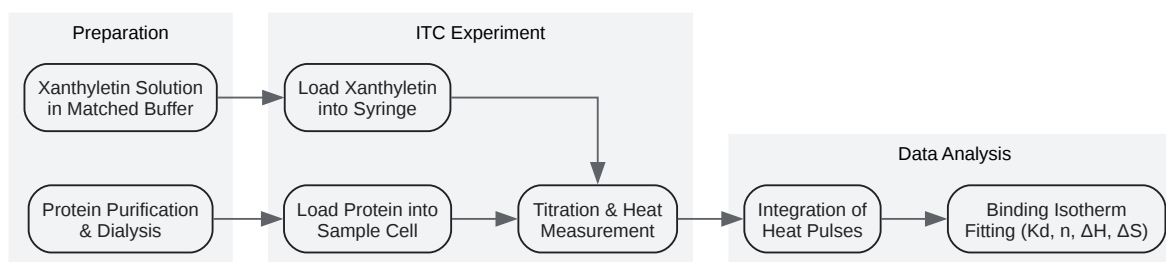 Preparation
Xanthyletin Solution
in Matched Buffer
Protein Purification
& Dialysis
ITC Experiment
Load Xanthyletin
into Syringe
Load Protein into
Sample Cell
Titration & Heat
Measurement
Data Analysis
Integration of
Heat Pulses
Binding Isotherm
Fitting (Kd, n, ΔH, ΔS)